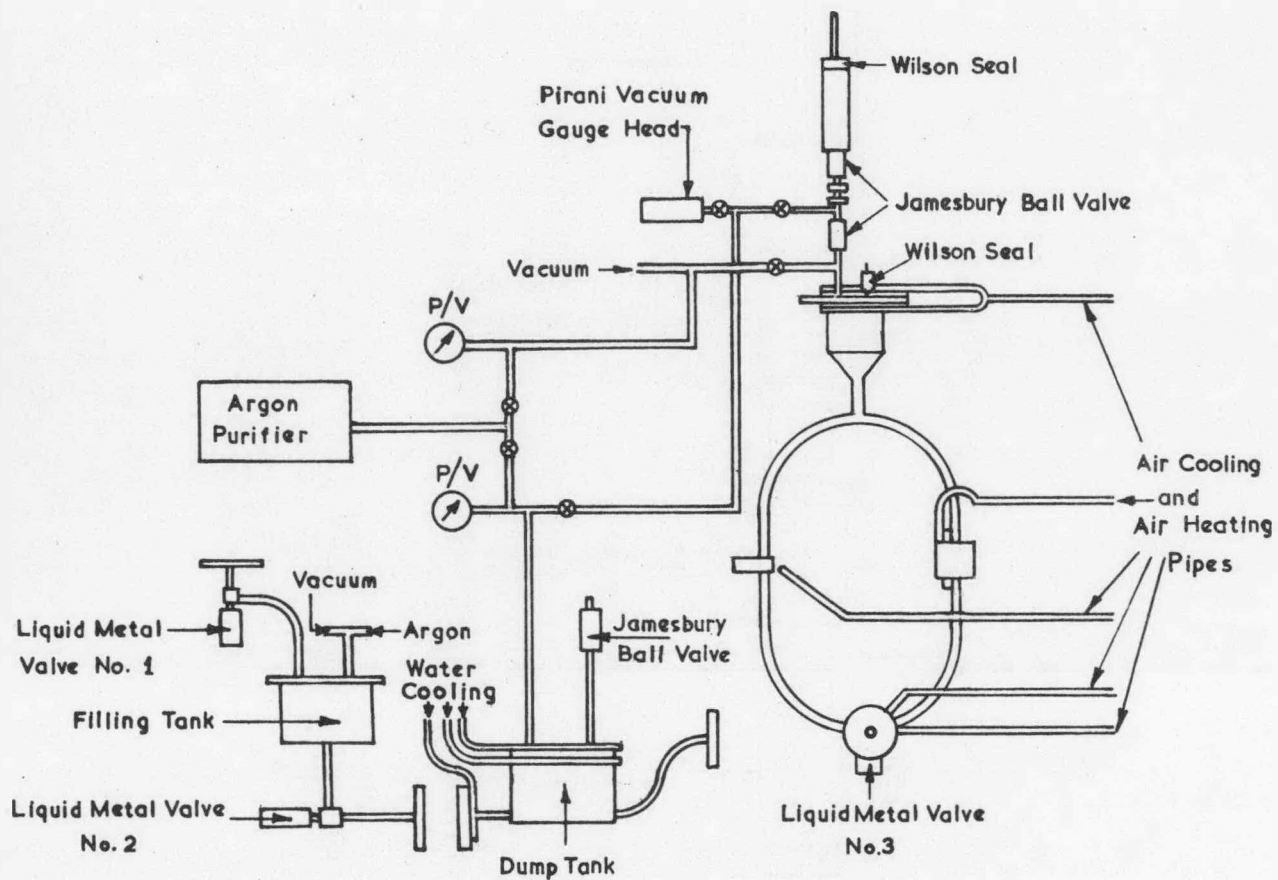 Wilson Seal
Pirani Vacuum
Gauge Head
Jamesbury Ball Valve
Wilson Seal
Vacuum
P/V
Argon
Purifier
P/V
Air Cooling
and
Air Heating
Pipes
Vacuum
Argon
Liquid Metal
Valve No. 1
Jamesbury
Ball Valve
Water
Cooling
Filling Tank
Liquid Metal Valve
No. 2
Dump Tank
Liquid Metal Valve
No.3